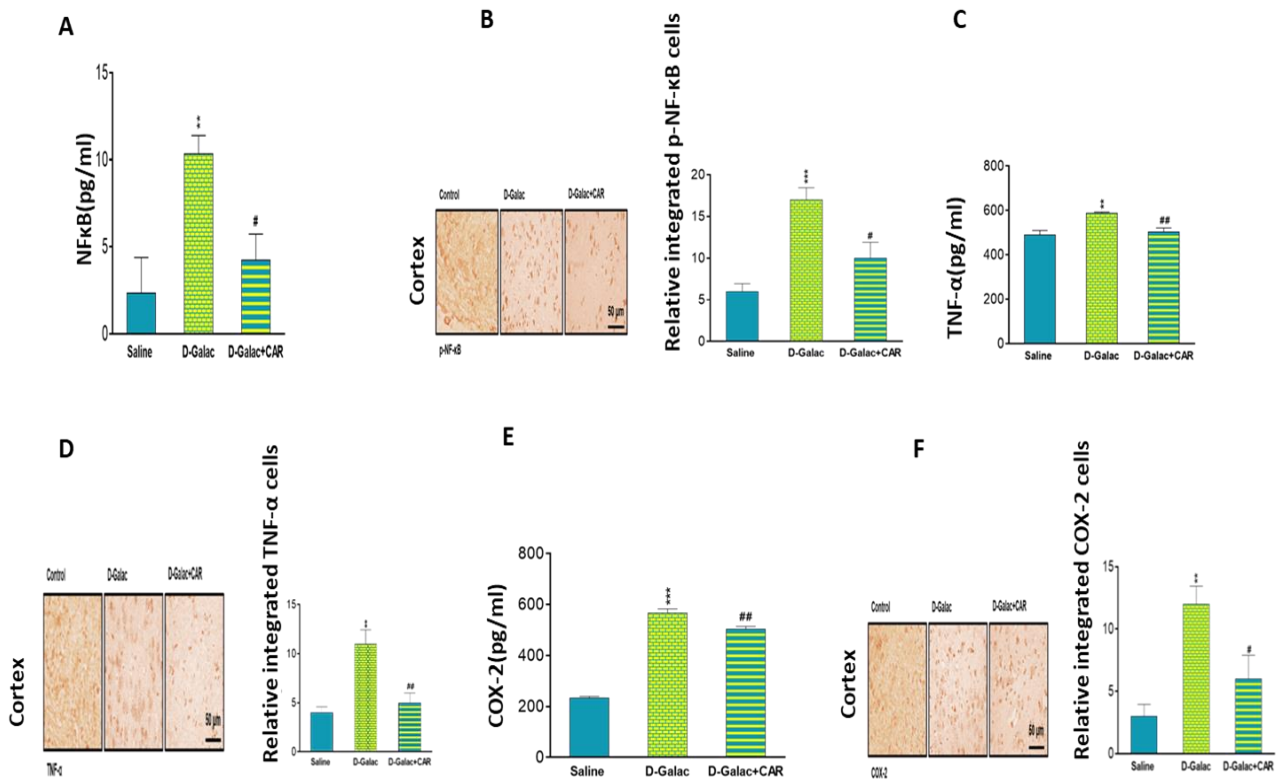 A
NFκB(pg/ml)
15
10
5
0
**
#
Saline D-Galac D-Galac+CAR
B
Control D-Galac D-Galac+CAR
Cortex
50 µm
p-NF-κB
Relative integrated p-NF-κB cells
20
15
10
5
0
***
#
Saline D-Galac D-Galac+CAR
C
TNF-α(pg/ml)
800
600
400
200
0
**
##
Saline D-Galac D-Galac+CAR
D
Control D-Galac D-Galac+CAR
Cortex
50 µm
TNF-α
Relative integrated TNF-α cells
15
10
5
0
**
##
Saline D-Galac D-Galac+CAR
E
COX-2(pg/ml)
800
600
400
200
0
***
##
Saline D-Galac D-Galac+CAR
F
Control D-Galac D-Galac+CAR
Cortex
50 µm
COX-2
Relative integrated COX-2 cells
15
10
5
0
**
#
Saline D-Galac D-Galac+CAR